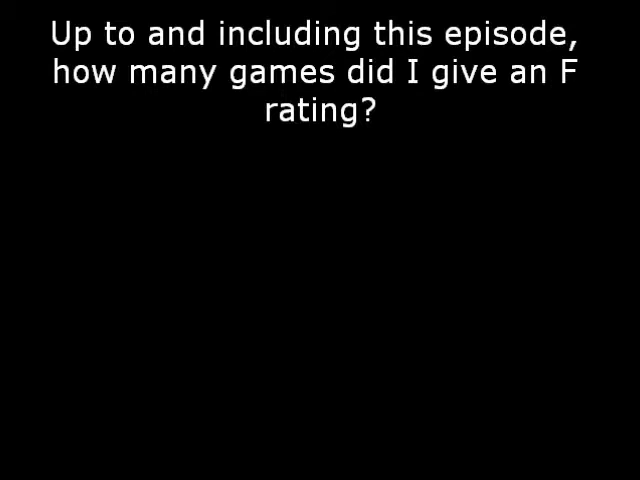 Up to and including this episode,
how many games did I give an F
rating?